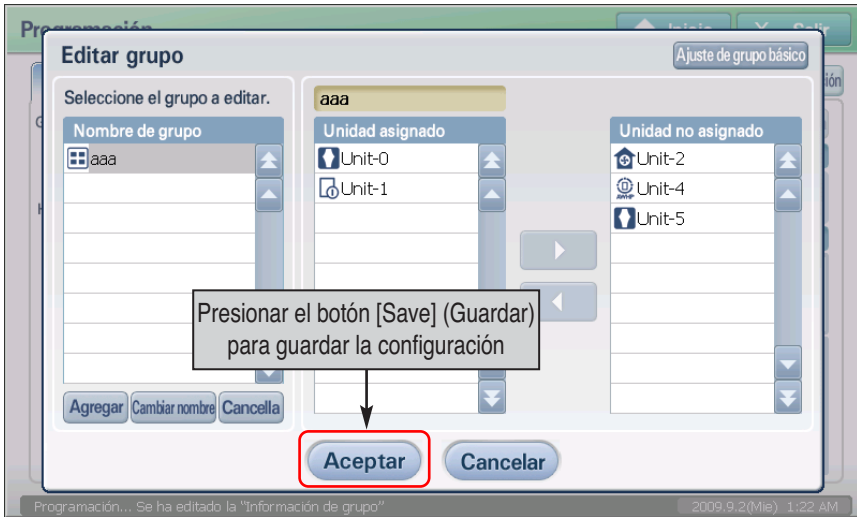 Programación
Inicio
X Salir
Editar grupo
Ajuste de grupo básico
Seleccione el grupo a editar.
Nombre de grupo
aaa
Agregar
Cambiar nombre
Cancella
aaa
Unidad asignado
Unit-0
Unit-1
Unidad no asignado
Unit-2
Unit-4
Unit-5
Presionar el botón [Save] (Guardar)
para guardar la configuración
Aceptar
Cancelar
Programación... Se ha editado la "Información de grupo"
2009.9.2(Mie) 1:22 AM